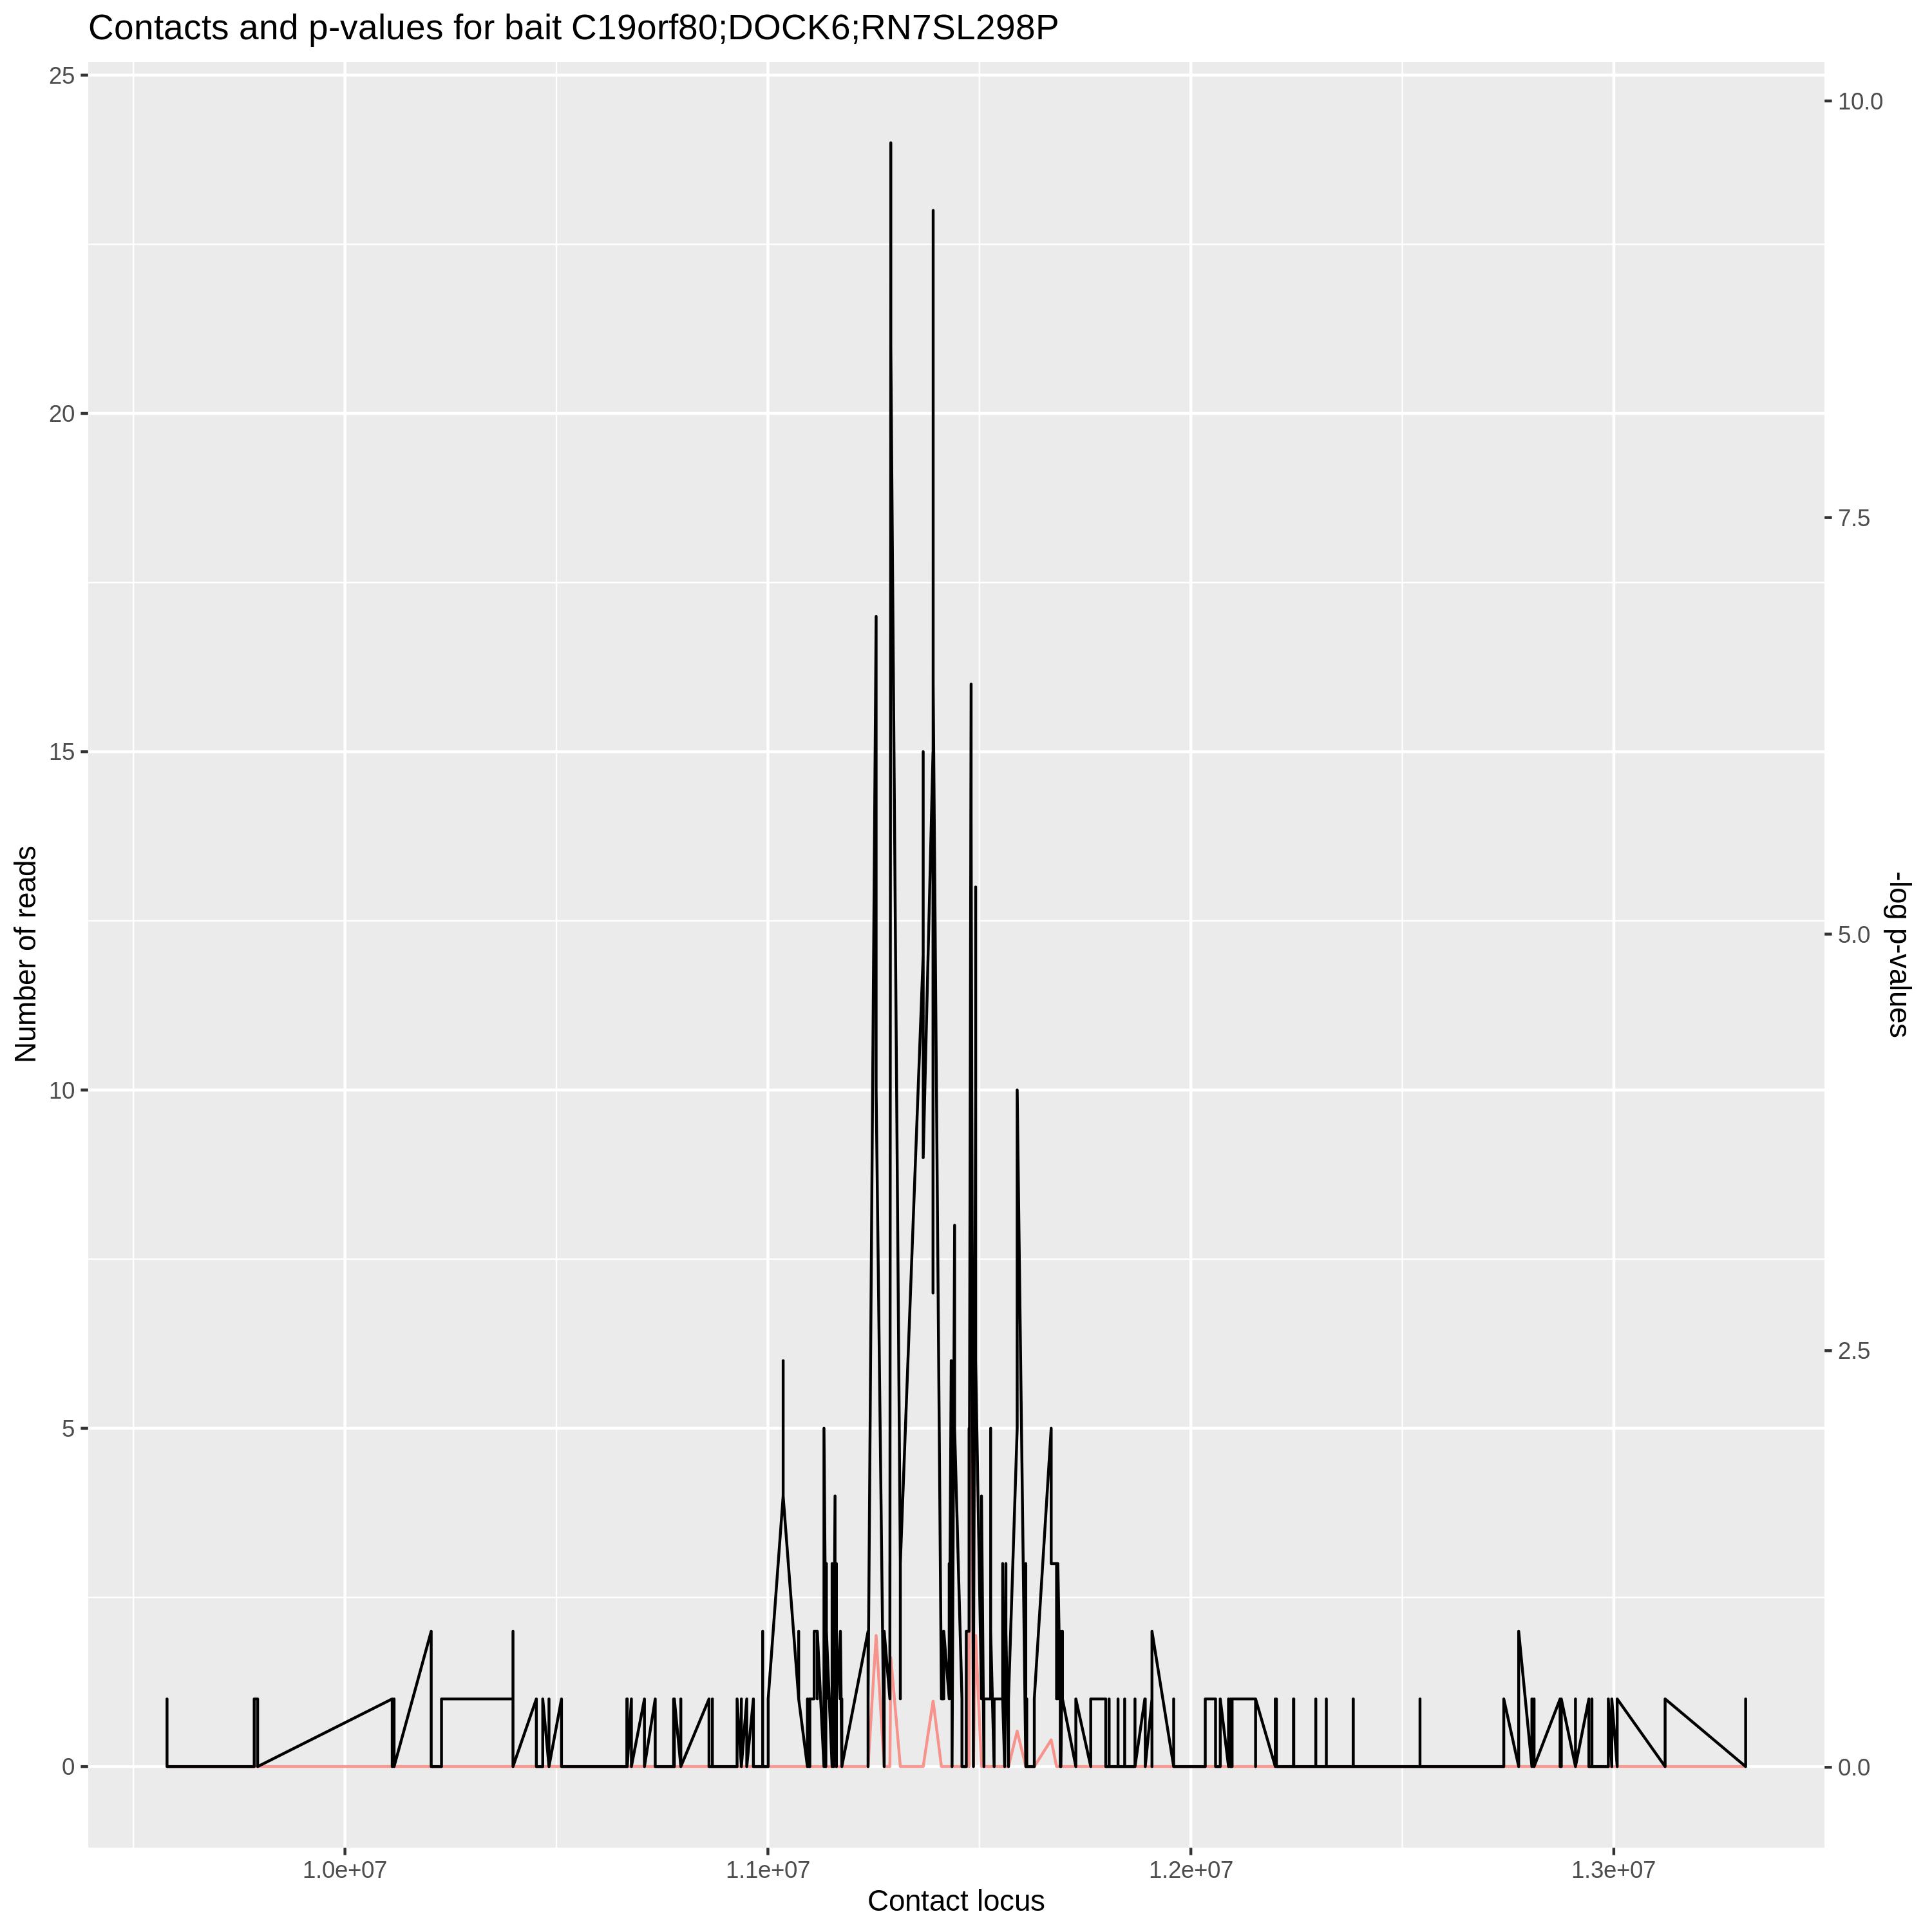 Contacts and p-values for bait C19orf80;DOCK6;RN7SL298P
25
20
15
10
5
0
Number of reads
10.0
7.5
5.0
2.5
0.0
-log p-values
1.0e+07
1.1e+07
1.2e+07
1.3e+07
Contact locus